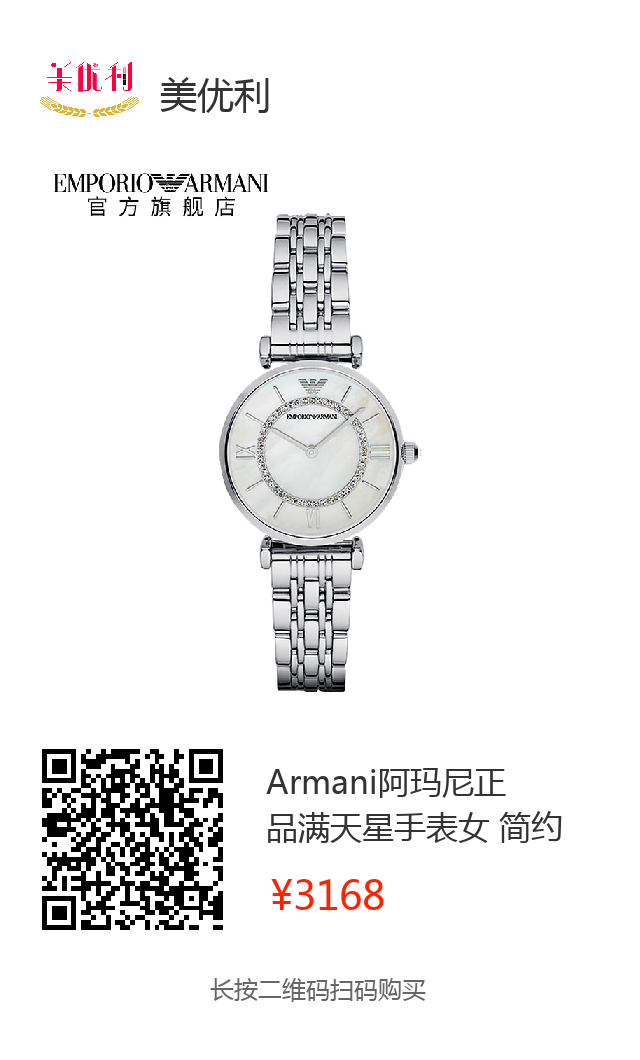 美优利
美优利
EMPORIO ARMANI
官方旗舰店
EMPORIO ARMANI
Armani阿玛尼正
品满天星手表女 简约
¥3168
长按二维码扫码购买